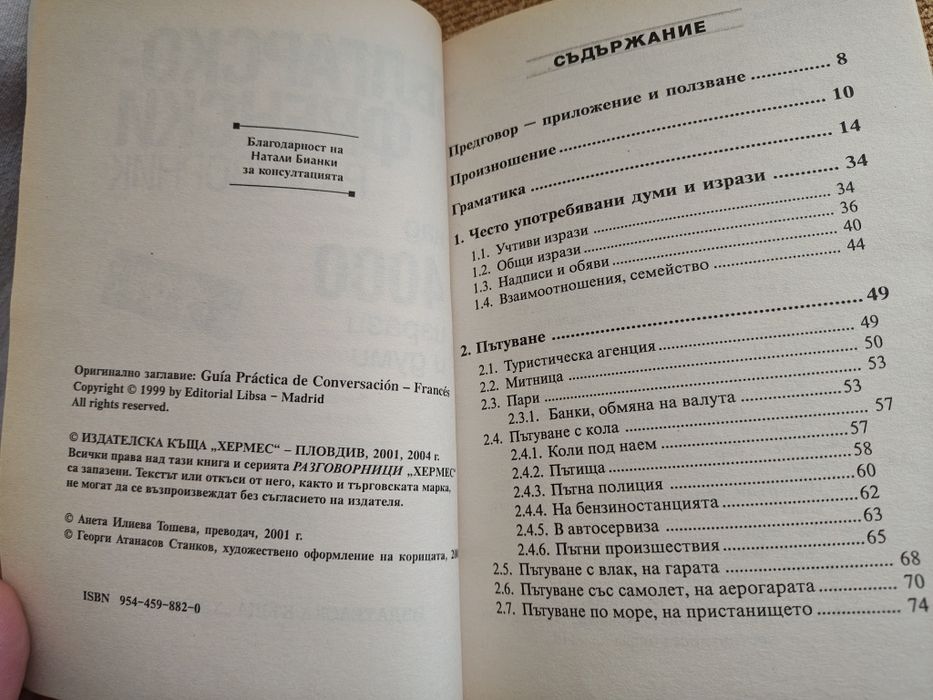 Благодарност на
Натали Бианки
за консултацията
Оригинално заглавие: Guía Práctica de Conversación – Francés
Copyright © 1999 by Editorial Libsa – Madrid
All rights reserved.
© ИЗДАТЕЛСКА КЪЩА „ХЕРМЕС“ – ПЛОВДИВ, 2001, 2004 г.
Всички права над тази книга и серията РАЗГОВОРНИЦИ „ХЕРМЕС“
са запазени. Текстът или откъси от него, както и търговската марка,
не могат да се възпроизвеждат без съгласието на издателя.
© Анета Илиева Тошева, преводач, 2001 г.
© Георги Атанасов Станков, художествено оформление на корицата,
ISBN 954-459-882-0
СЪДЪРЖАНИЕ
Предговор — приложение и ползване ........... 8
Произношение ........... 10
Граматика ........... 14
1. Често употребявани думи и изрази ........... 34
1.1. Учтиви изрази ........... 34
1.2. Общи изрази ........... 36
1.3. Надписи и обяви ........... 40
1.4. Взаимоотношения, семейство ........... 44
2. Пътуване ........... 49
2.1. Туристическа агенция ........... 49
2.2. Митница ........... 50
2.3. Пари ........... 53
2.3.1. Банки, обмяна на валута ........... 53
2.4. Пътуване с кола ........... 57
2.4.1. Коли под наем ........... 57
2.4.2. Пътища ........... 58
2.4.3. Пътна полиция ........... 60
2.4.4. На бензиностанцията ........... 62
2.4.5. В автосервиза ........... 63
2.4.6. Пътни произшествия ........... 65
2.5. Пътуване с влак, на гарата ........... 68
2.6. Пътуване със самолет, на аерогарата ........... 70
2.7. Пътуване по море, на пристанището ........... 74